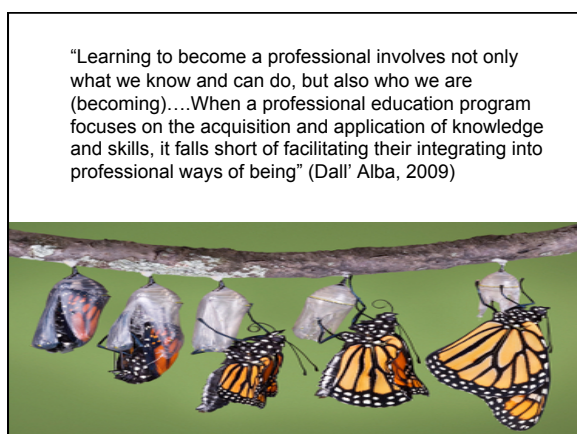 “Learning to become a professional involves not only
what we know and can do, but also who we are
(becoming)….When a professional education program
focuses on the acquisition and application of knowledge
and skills, it falls short of facilitating their integrating into
professional ways of being” (Dall’ Alba, 2009)